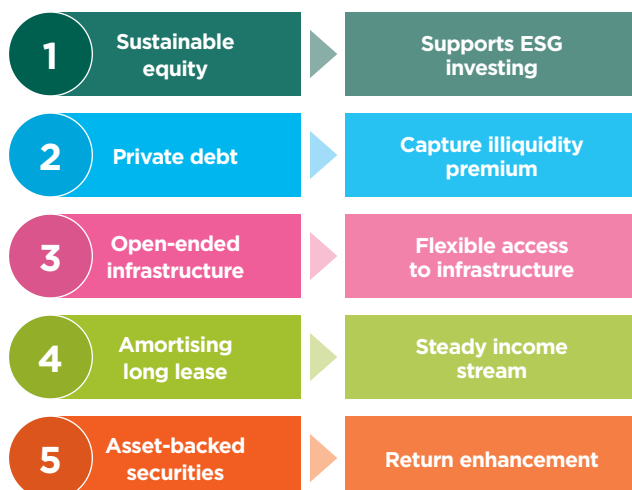 1
Sustainable
equity
Supports ESG
investing
2
Private debt
Capture illiquidity
premium
3
Open-ended
infrastructure
Flexible access
to infrastructure
4
Amortising
long lease
Steady income
stream
5
Asset-backed
securities
Return enhancement